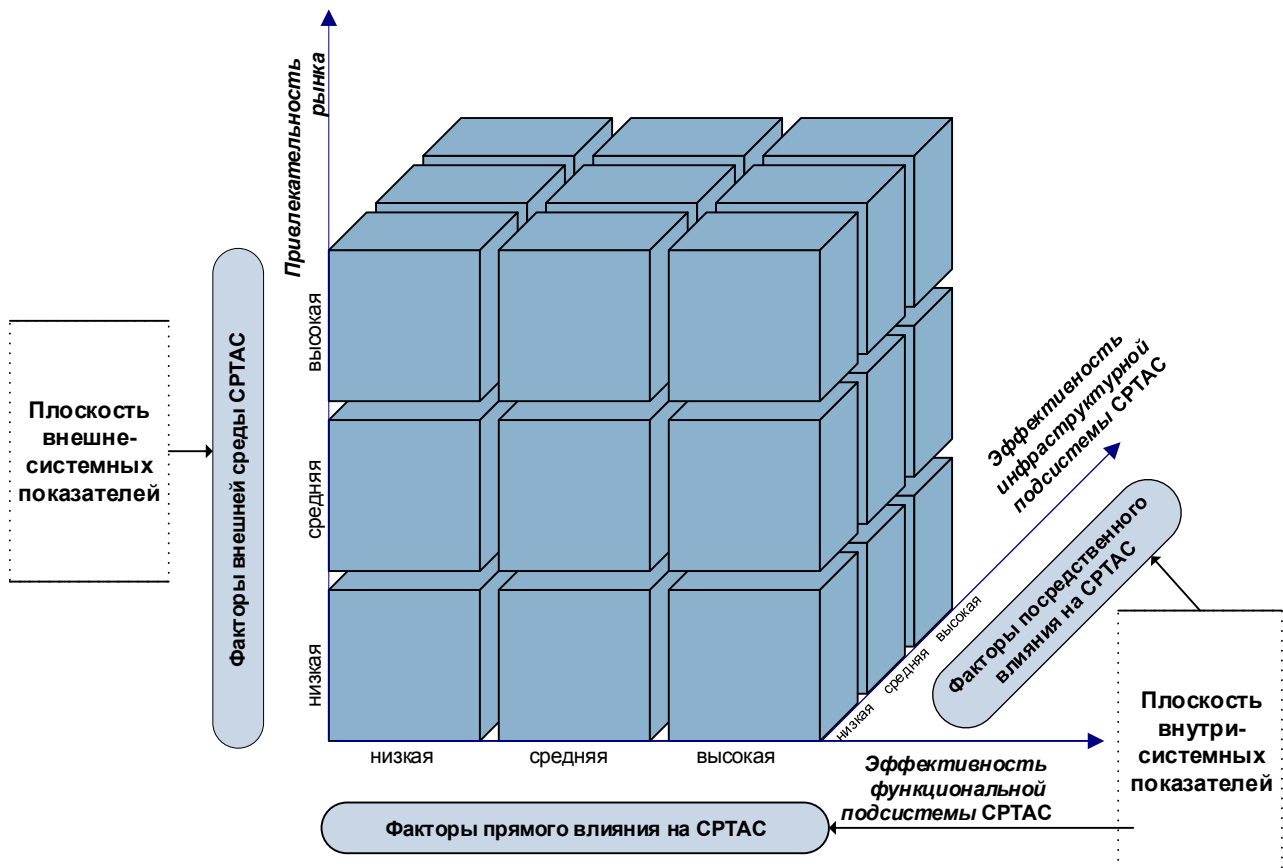 Привлекательность
рынка
высокая
средняя
низкая
Факторы внешней среды СРТАС
Плоскость
внешне-
системных
показателей
низкая
средняя
высокая
Эффективность
функциональной
подсистемы СРТАС
Факторы прямого влияния на СРТАС
низкая
средняя
высокая
Эффективность
инфраструктурной
подсистемы СРТАС
Факторы посредственного
влияния на СРТАС
Плоскость
внутри-
системных
показателей